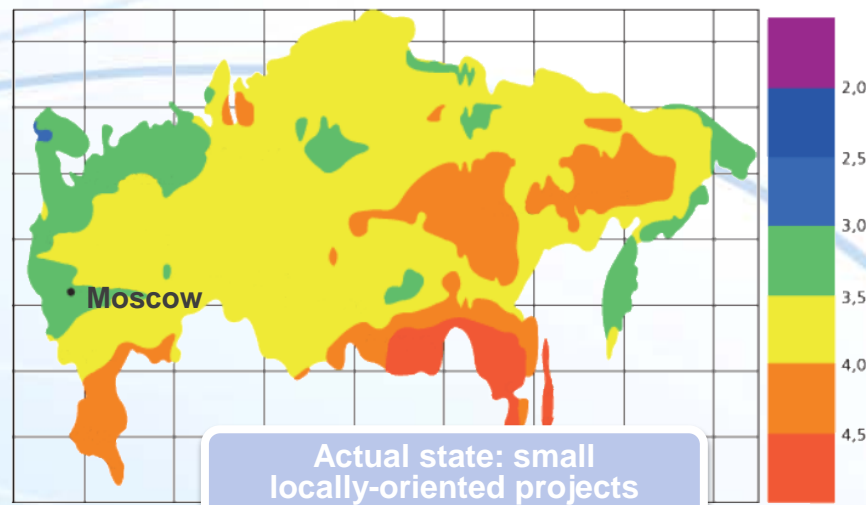 2,0
2,5
3,0
Moscow
3,5
4,0
4,5
Actual state: small
locally-oriented projects